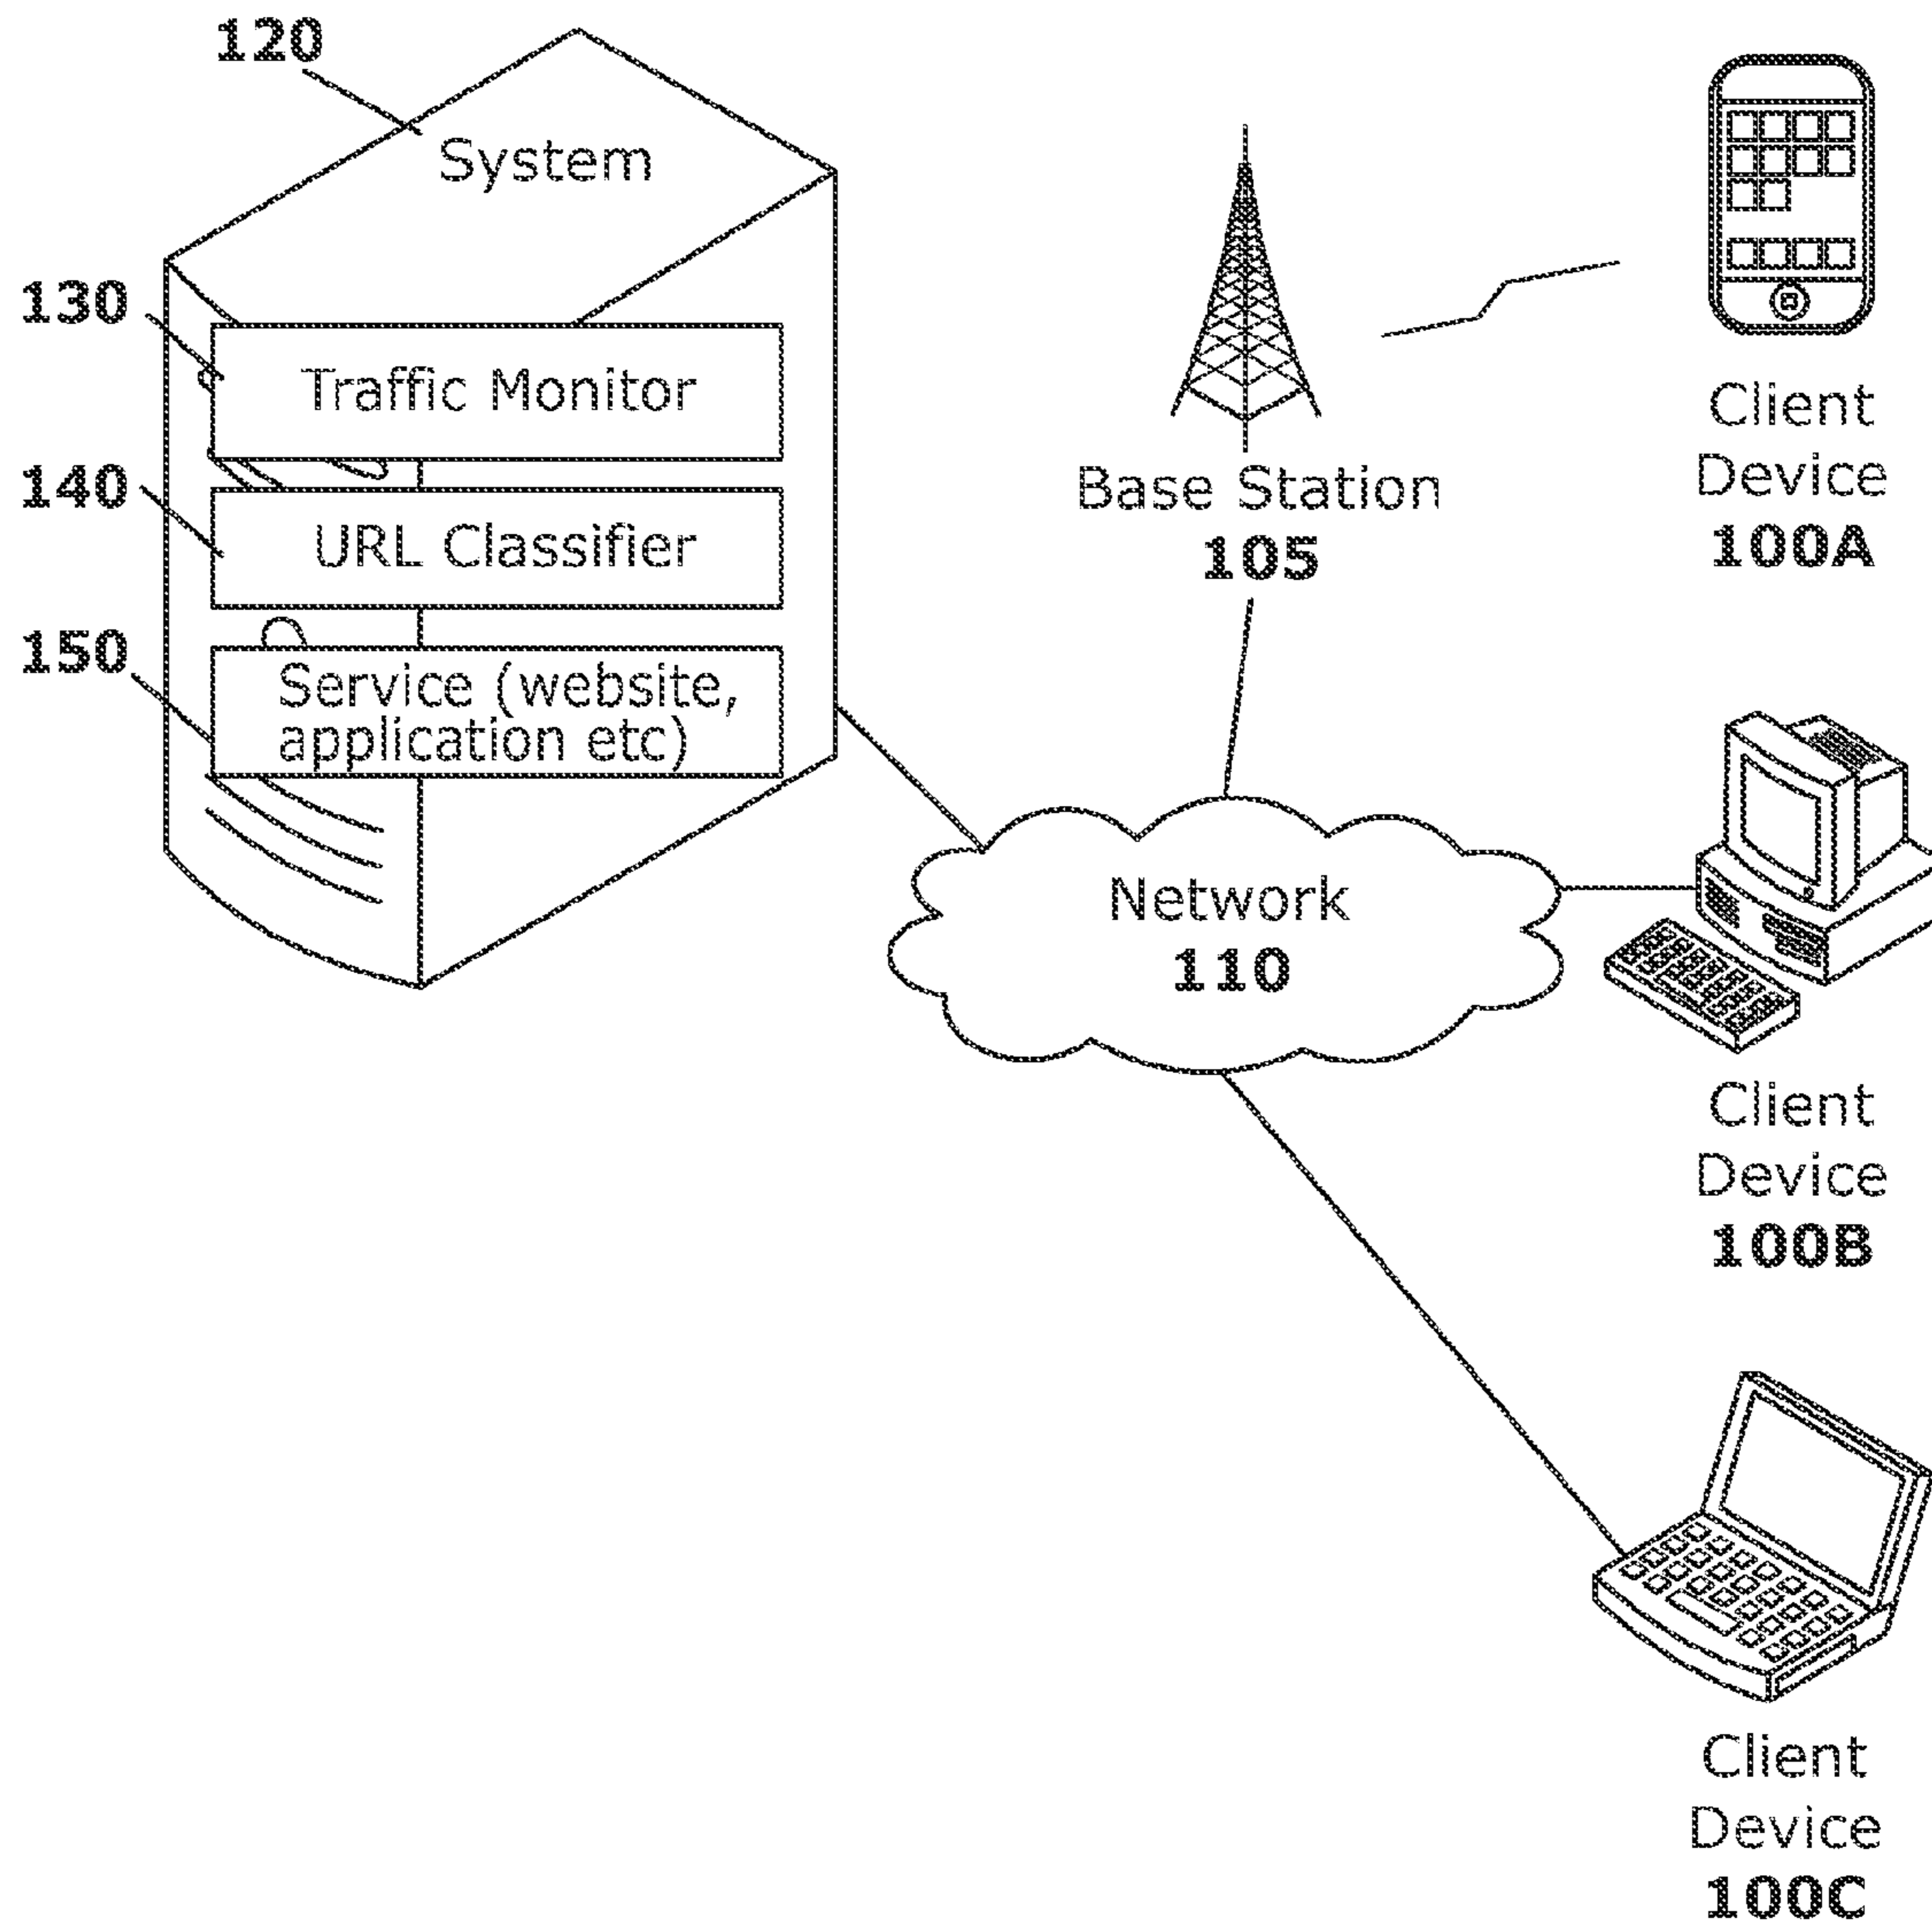 120
System
130
Traffic Monitor
140
URL Classifier
150
Service (website,
application etc)
Base Station
105
Client
Device
100A
Network
110
Client
Device
100B
Client
Device
100C